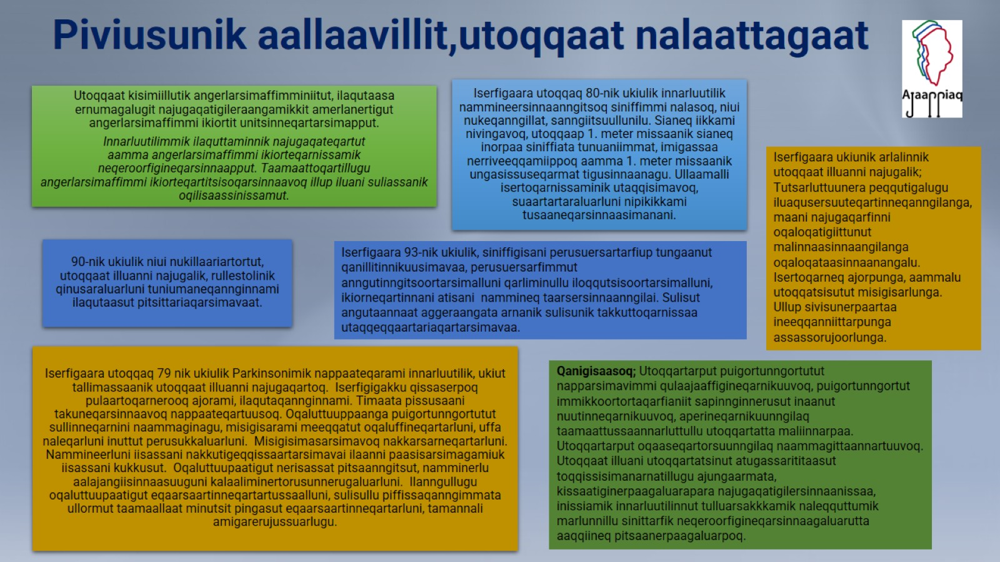 Piviusunik aallaavillit,utoqqaat nalaattagaat
Ajaappiaq
Utoqqaat kisimiillutik angerlarsimaffimminiitut, ilaqutaasa
ernumagalugit najugaqatigileraangamikkit amerlanertigut
angerlarsimaffimmi ikiortit unitsinneqartarsimapput.
Innarluutilimmik ilaquttaminnik najugaqateqartut
aamma angerlarsimaffimmi ikiorteqarnissamik
neqeroorfigineqarsinnaapput. Taamaattoqartillugu
angerlarsimaffimmi ikiorteqartitsisoqarsinnaavoq illup iluani suliassanik
oqilisaassinissamut.
Iserfigaara utoqqaq 80-nik ukiulik innarluutilik
nammineersinnaanngitsoq siniffimmi nalasoq, niui
nukeqanngillat, sanngiitsuullunilu. Sianeq iikkami
nivingavoq, utoqqaap 1. meter missaanik sianeq
inorpaa siniffiata tunuaniimmat, imigassaa
nerriveeqqamiippoq aamma 1. meter missaanik
ungasissuseqarmat tigusinnaanagu. Ullaamalli
isertoqarnissaminik utaqqisimavoq,
suaartartaraluarluni nipikikkami
tusaaneqarsinnaasimanani.
Iserfigaara ukiunik arlalinnik
utoqqaat illuanni najugalik;
Tutsarluttuunera peqqutigalugu
iluaqusersuuteqartinneqanngilanga,
maani najugaqarfinni
oqaloqatigiittunut
malinnaasinnaangilanga
oqaloqataasinnaanangalu.
Isertoqarneq ajorpunga, aammalu
utoqqatsisutut misigisarlunga.
Ullup sivisunerpaartaa
ineeqqanniittarpunga
assassorujoorlunga.
90-nik ukiulik niui nukillaariartortut,
utoqqaat illuanni najugalik, rullestolinik
qinusaraluarluni tuniumaneqannginnami
ilaqutaasut pitsittariaqarsimavaat.
Iserfigaara 93-nik ukiulik, siniffigisani perusuersartarfiup tungaanut
qanillitinnikuusimavaa, perusuersarfimmut
anngutinngitsoortarsimalluni qarliminullu iloqqutsisoortarsimalluni,
ikiorneqartinnani atisani  nammineq taarsersinnaanngilai. Sulisut
angutaannaat aggeraangata arnanik sulisunik takkuttoqarnissaa
utaqqeqqaartariaqartarsimavaa.
Iserfigaara utoqqaq 79 nik ukiulik Parkinsonimik nappaateqarami innarluutilik, ukiut
tallimassaanik utoqqaat illuanni najugaqartoq.  Iserfigigakku qissaserpoq
pulaartoqarnerooq ajorami, ilaqutaqannginnami. Timaata pissusaani
takuneqarsinnaavoq nappaateqartuusoq. Oqaluttuuppaanga puigortunngortutut
sullinneqarnini naammaginagu, misigisarami meeqqatut oqaluffineqartarluni, uffa
naleqarluni inuttut perusukkaluarluni.  Misigisimasarsimavoq nakkarsarneqartarluni.
Nammineerluni iisassani nakkutigeqqissaartarsimavai ilaanni paasisarsimagamiuk
iisassani kukkusut.  Oqaluttuupaatigut nerisassat pitsaanngitsut, namminerlu
aalajangiisinnaasuuguni kalaaliminertorusunnerugaluarluni.  Ilanngullugu
oqaluttuupaatigut eqaarsaartinneqartartussaalluni, sulisullu piffissaqanngimmata
ullormut taamaallaat minutsit pingasut eqaarsaartinneqartarluni, tamannali
amigarerujussuarlugu.
Qanigisaasoq; Utoqqartarput puigortunngortutut
napparsimavimmi qulaajaaffigineqarnikuuvoq, puigortunngortut
immikkoortortaqarfianiit sapinnginnerusut inaanut
nuutinneqarnikuuvoq, aperineqarnikuunngilaq
taamaattussaannarluttullu utoqqartatta maliinnarpaa.
Utoqqartarput oqaaseqartorsuunngilaq naammagittaannartuuvoq.
Utoqqaat illuani utoqqartatsinut atugassarititaasut
toqqissisimanarnatillugu ajungaarmata,
kissaatiginerpaagaluarapara najugaqatigilersinnaanissaa,
inissiamik innarluutilinnut tulluarsakkkamik naleqquttumik
marlunnillu sinittarfik neqeroorfigineqarsinnaagaluarutta
aaqqiineq pitsaanerpaagaluarpoq.